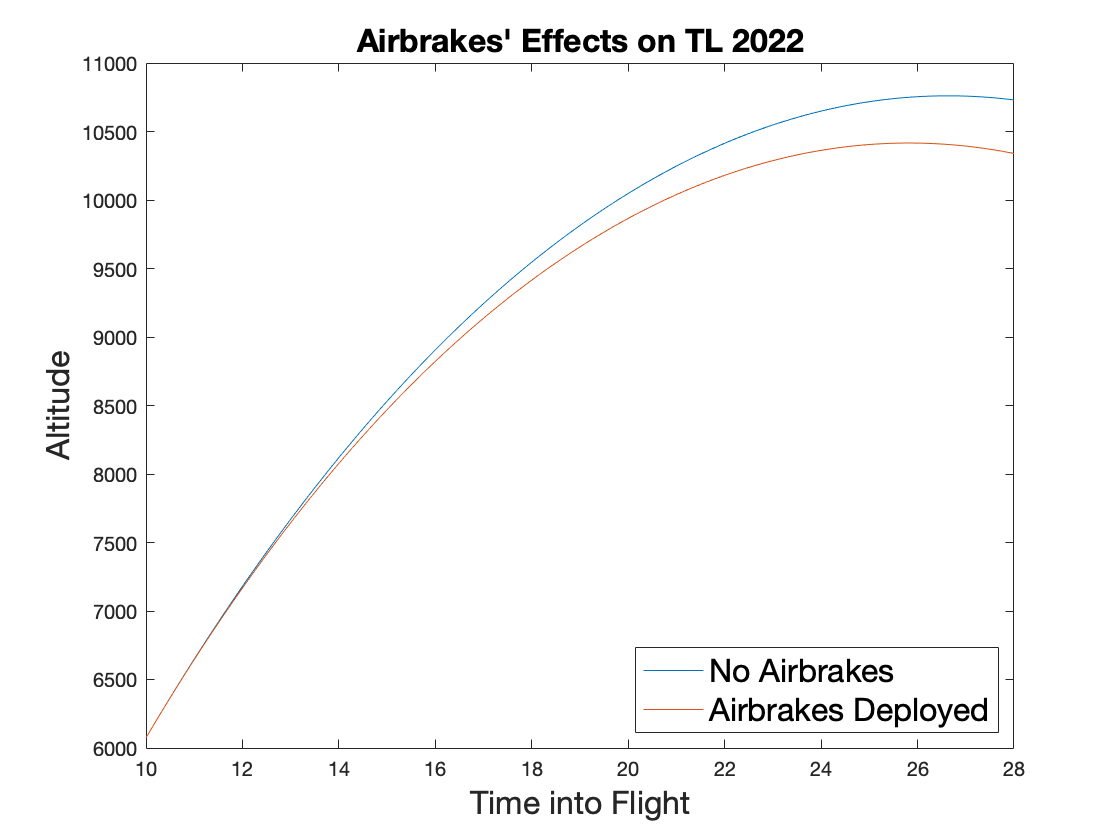 Airbrakes' Effects on TL 2022
11000
10500
10000
9500
9000
8500
8000
7500
7000
6500
6000
Altitude
10 12 14 16 18 20 22 24 26 28
Time into Flight
No Airbrakes
Airbrakes Deployed